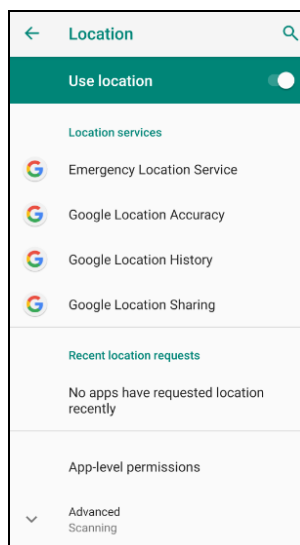 Location
Use location
Location services
Emergency Location Service
Google Location Accuracy
Google Location History
Google Location Sharing
Recent location requests
No apps have requested location
recently
App-level permissions
Advanced
Scanning